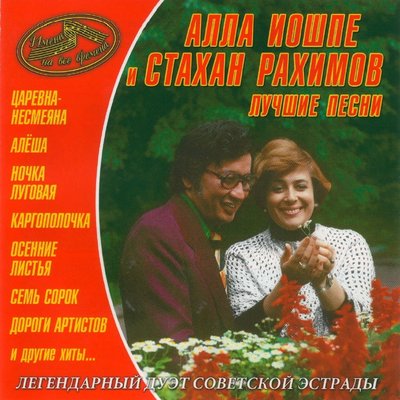 Имена
на все времена
АЛЛА ИОШПЕ
и СТАХАН РАХИМОВ
ЛУЧШИЕ ПЕСНИ
ЦАРЕВНА-
НЕСМЕЯНА
АЛЁША
НОЧКА
ЛУГОВАЯ
КАРГОПОЛОЧКА
ОСЕННИЕ
ЛИСТЬЯ
СЕМЬ СОРОК
ДОРОГИ АРТИСТОВ
и другие хиты...
ЛЕГЕНДАРНЫЙ ДУЭТ СОВЕТСКОЙ ЭСТРАДЫ